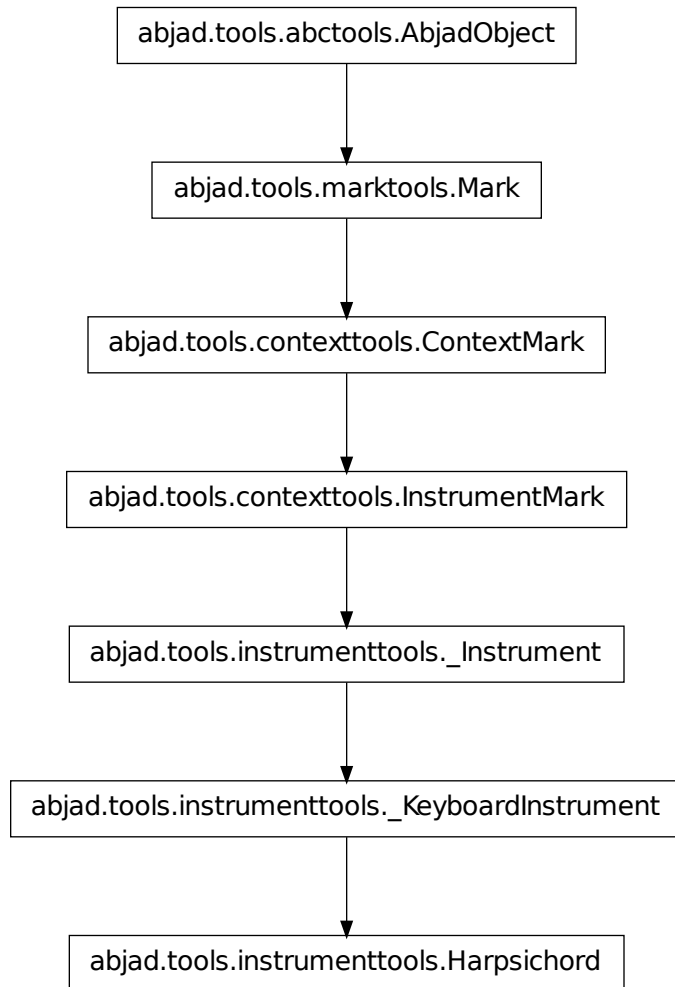 abjad.tools.abctools.AbjadObject
abjad.tools.marktools.Mark
abjad.tools.contexttools.ContextMark
abjad.tools.contexttools.InstrumentMark
abjad.tools.instrumenttools._Instrument
abjad.tools.instrumenttools._KeyboardInstrument
abjad.tools.instrumenttools.Harpsichord